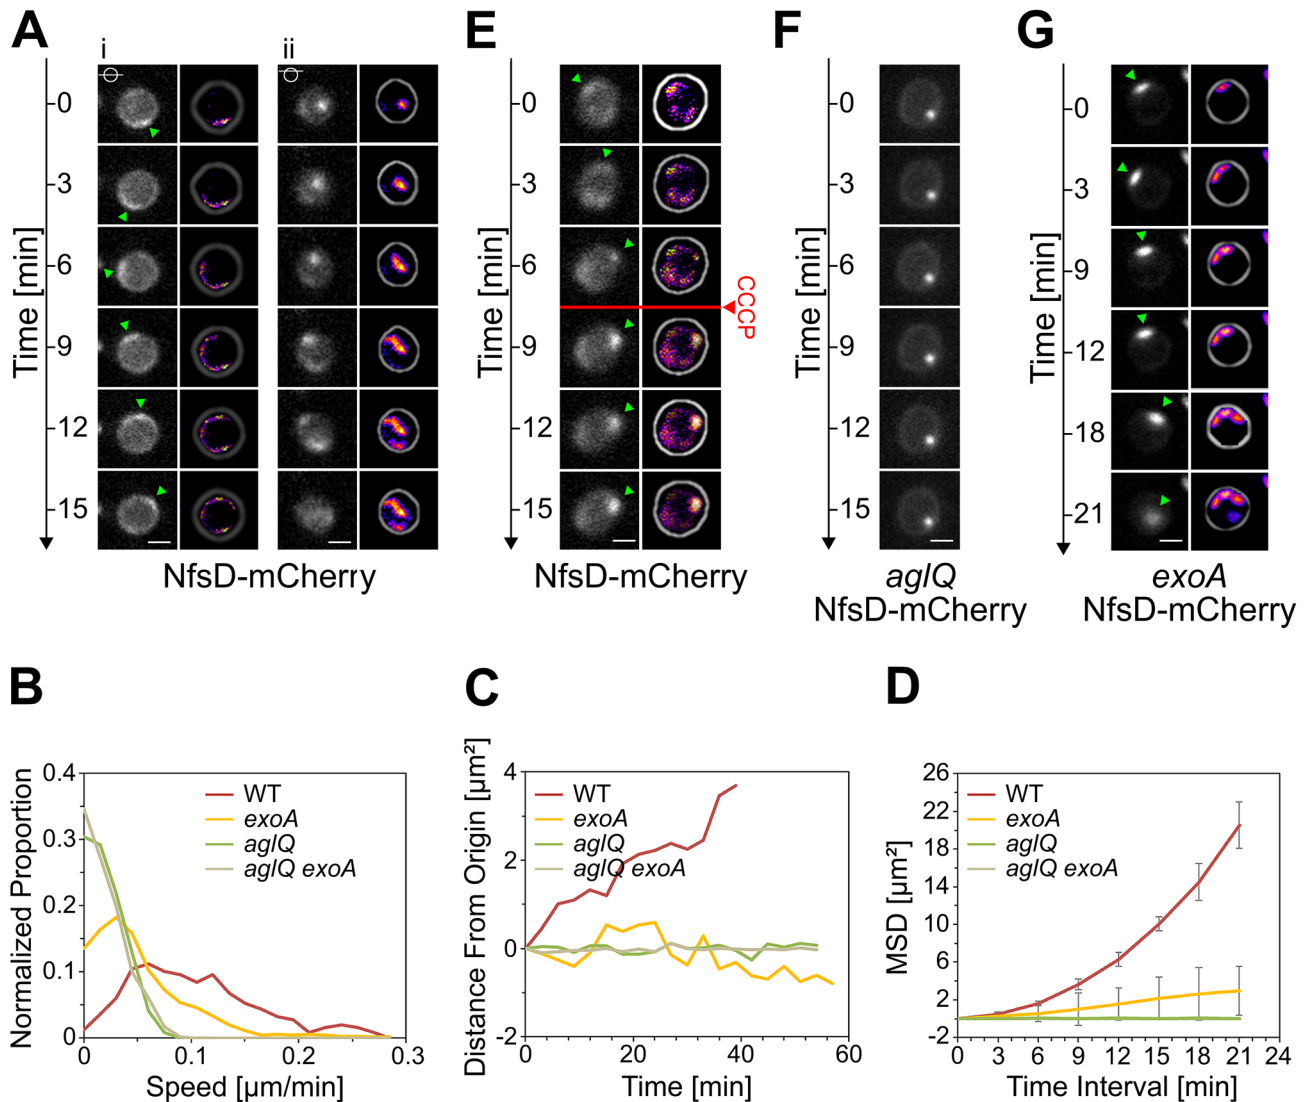 A
i
ii
Time [min]
0
3
6
9
12
15
NfsD-mCherry
E
Time [min]
0
3
6
9
12
15
CCCP
NfsD-mCherry
F
Time [min]
0
3
6
9
12
15
aglQ
NfsD-mCherry
G
Time [min]
0
3
9
12
18
21
exoA
NfsD-mCherry
B
Normalized Proportion
0.4
0.3
0.2
0.1
0
WT
exoA
aglQ
aglQ exoA
0
0.1
0.2
0.3
Speed [µm/min]
C
Distance From Origin [µm²]
4
2
0
-2
WT
exoA
aglQ
aglQ exoA
20
40
60
Time [min]
D
MSD [µm²]
26
22
18
14
10
6
2
-2
WT
exoA
aglQ
aglQ exoA
0 3 6 9 12 15 18 21 24
Time Interval [min]